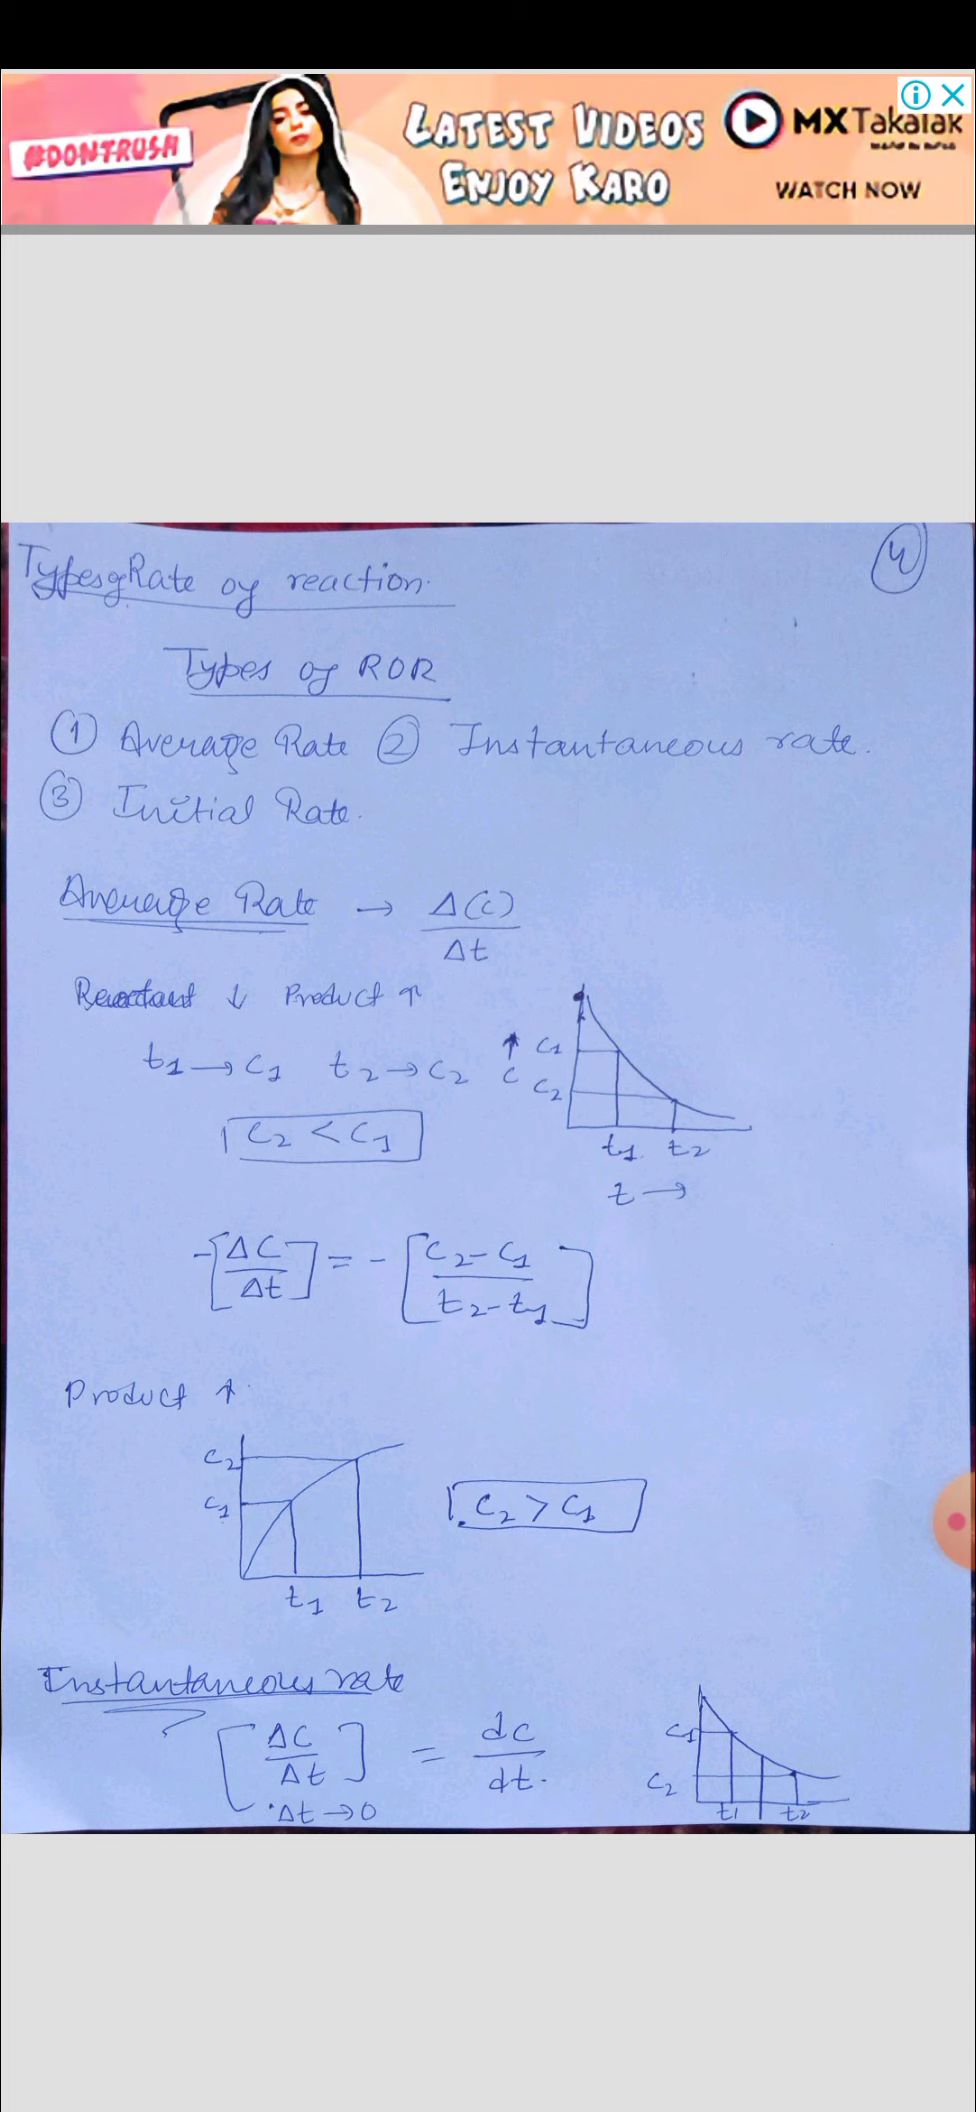 #DONTRUSH
LATEST VIDEOS
ENJOY KARO
MXTakatak
WATCH NOW
Types of Rate of reaction.
4
Types of ROR
① Average Rate ② Instantaneous rate.
③ Initial Rate.
Average Rate → Δ(C)/Δt
Reactant ↓ Product ↑
t1 → C1 t2 → C2
C2 < C1
↑ C
C1
C2
t1 t2
t →
-[ΔC/Δt] = -[C2-C1/t2-t1]
Product ↑
C2
C1
t1 t2
C2 > C1
Instantaneous rate
[ΔC/Δt] = dc/dt.
Δt → 0
C1
C2
t1 t2